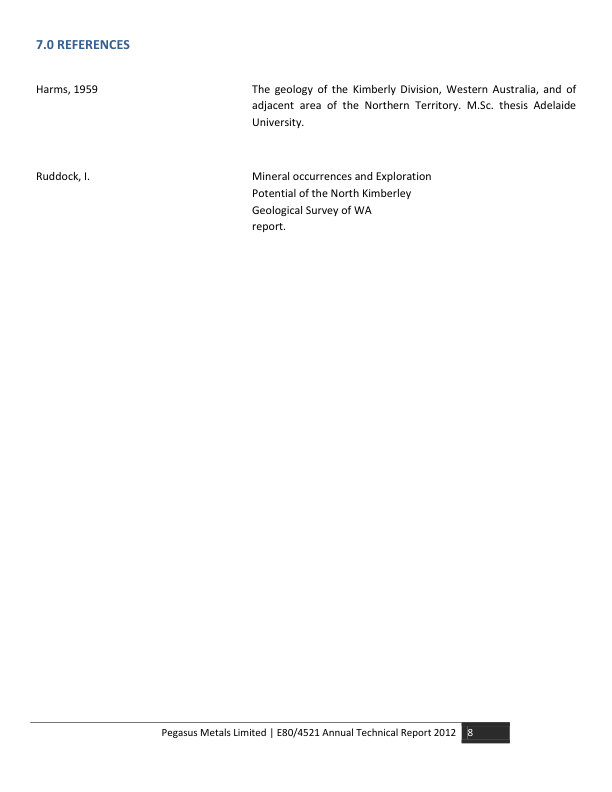 7.0 REFERENCES
Harms, 1959
The geology of the Kimberly Division, Western Australia, and of
adjacent area of the Northern Territory. M.Sc. thesis Adelaide
University.
Ruddock, I.
Mineral occurrences and Exploration
Potential of the North Kimberley
Geological Survey of WA
report.
Pegasus Metals Limited | E80/4521 Annual Technical Report 2012 8